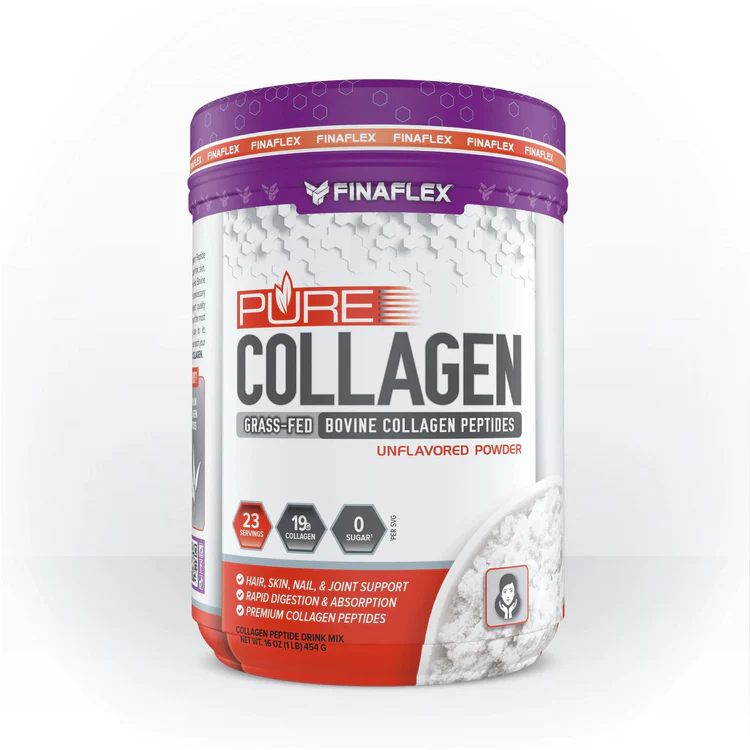 FINAFLEX FINAFLEX FINAFLEX FINAFLEX FINAFLEX
FINAFLEX
PURE
COLLAGEN
GRASS-FED BOVINE COLLAGEN PEPTIDES
UNFLAVORED POWDER
23
SERVINGS
19g
COLLAGEN
0
SUGAR†
†PER SVG
HAIR, SKIN, NAIL, & JOINT SUPPORT
RAPID DIGESTION & ABSORPTION
PREMIUM COLLAGEN PEPTIDES
COLLAGEN PEPTIDE DRINK MIX
NET WT. 16 OZ (1 LB) 454 G